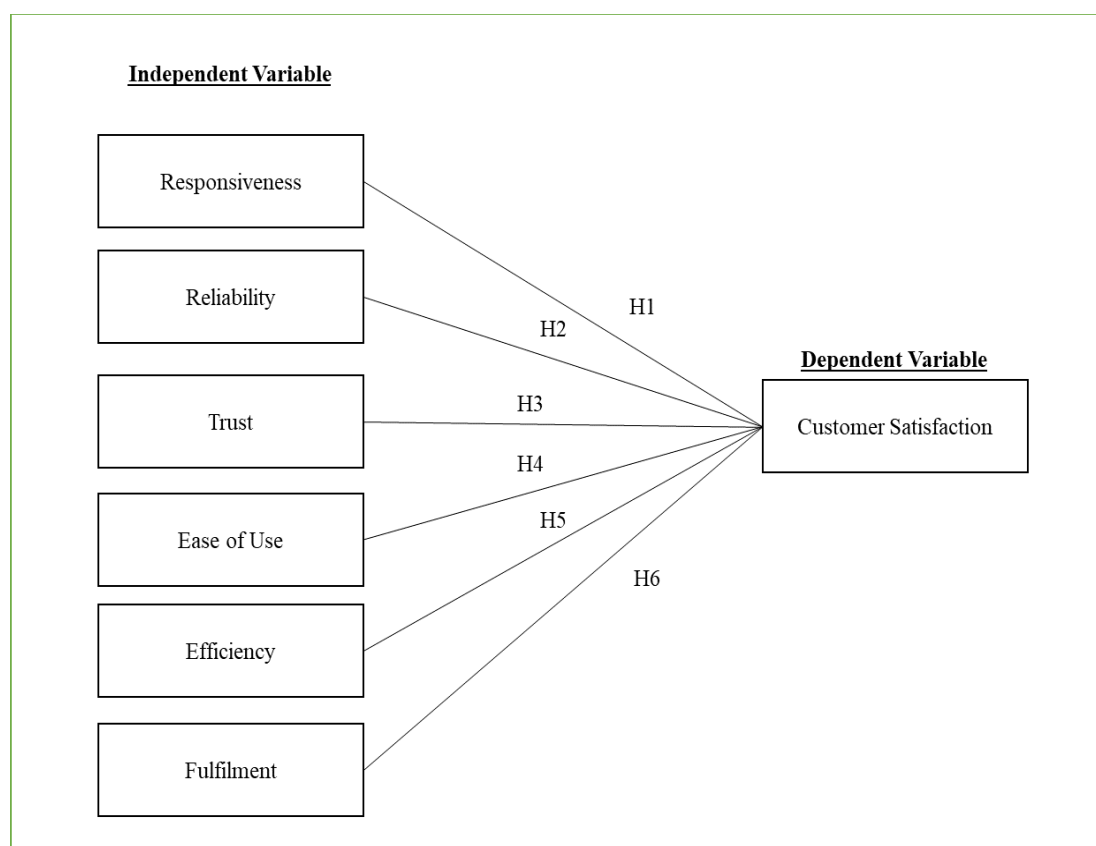 Independent Variable
Responsiveness
Reliability
Trust
Ease of Use
Efficiency
Fulfilment
H1
H2
H3
H4
H5
H6
Dependent Variable
Customer Satisfaction